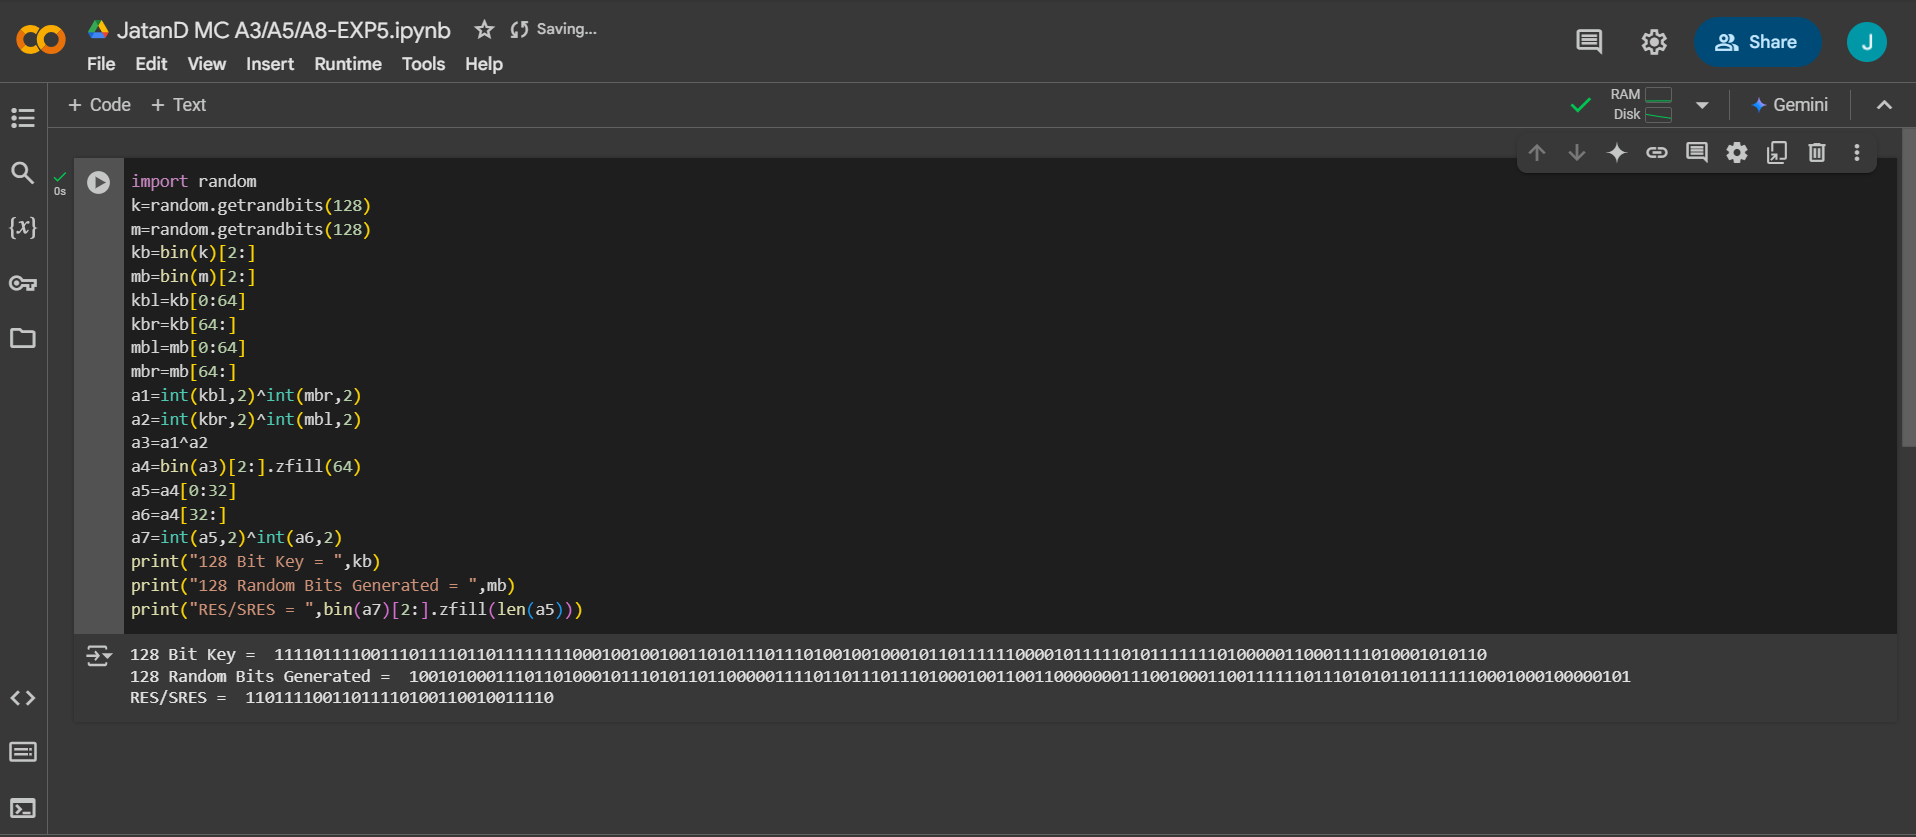 JatanD MC A3/A5/A8-EXP5.ipynb
Saving...
File Edit View Insert Runtime Tools Help
Share
J
+ Code + Text
RAM
Disk
Gemini
{x}
0s
import random
k=random.getrandbits(128)
m=random.getrandbits(128)
kb=bin(k)[2:]
mb=bin(m)[2:]
kbl=kb[0:64]
kbr=kb[64:]
mbl=mb[0:64]
mbr=mb[64:]
a1=int(kbl,2)^int(mbr,2)
a2=int(kbr,2)^int(mbl,2)
a3=a1^a2
a4=bin(a3)[2:].zfill(64)
a5=a4[0:32]
a6=a4[32:]
a7=int(a5,2)^int(a6,2)
print("128 Bit Key = ",kb)
print("128 Random Bits Generated = ",mb)
print("RES/SRES = ",bin(a7)[2:].zfill(len(a5)))
128 Bit Key =
128 Random Bits Generated =
RES/SRES =  11011110011011110100110010011110